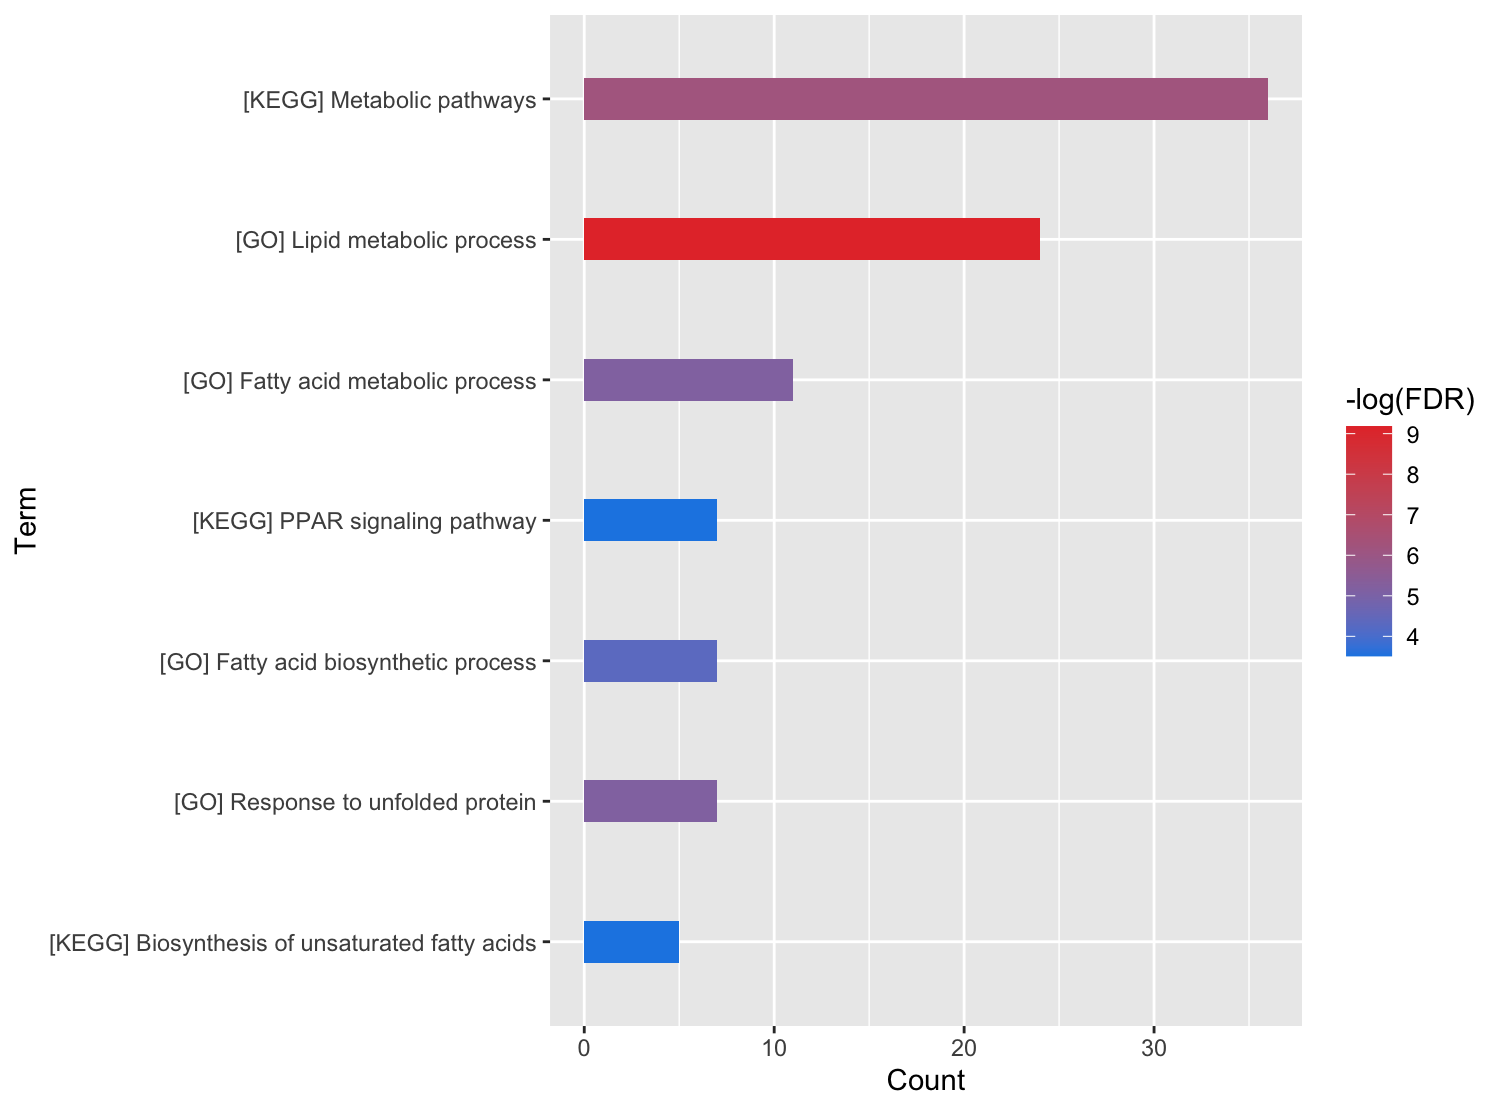 [KEGG] Metabolic pathways
[GO] Lipid metabolic process
[GO] Fatty acid metabolic process
[KEGG] PPAR signaling pathway
[GO] Fatty acid biosynthetic process
[GO] Response to unfolded protein
[KEGG] Biosynthesis of unsaturated fatty acids
Term
0 10 20 30
Count
-log(FDR)
9
8
7
6
5
4